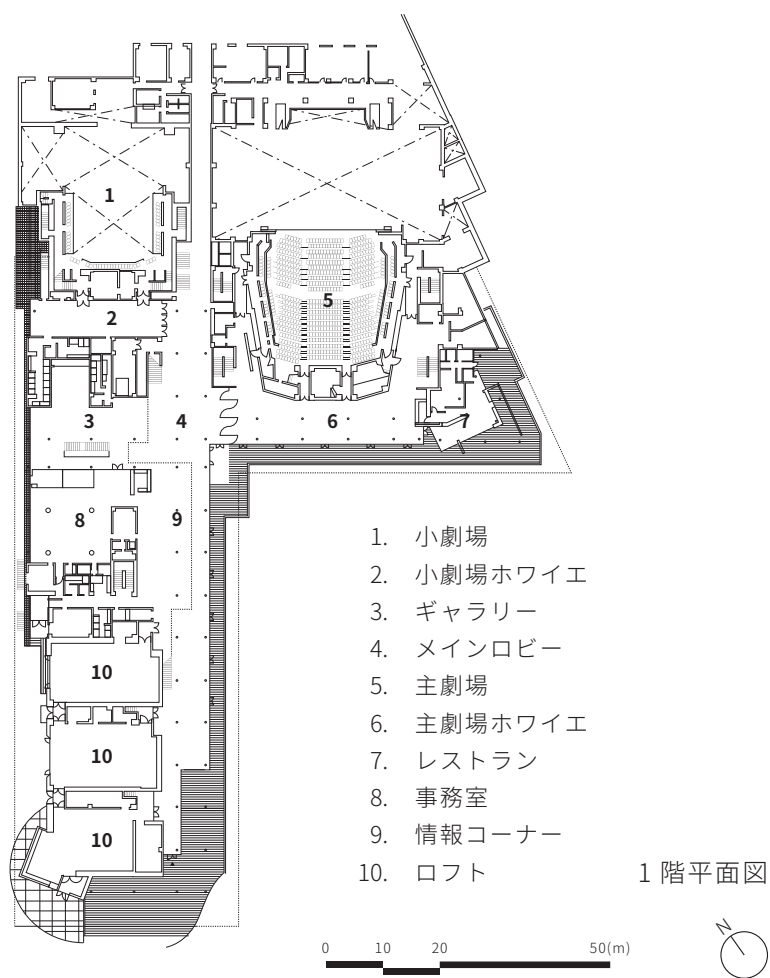 1
2
3
4
5
6
7
8
9
10
10
10
1. 小劇場
2. 小劇場ホワイエ
3. ギャラリー
4. メインロビー
5. 主劇場
6. 主劇場ホワイエ
7. レストラン
8. 事務室
9. 情報コーナー
10. ロフト
1階平面図
N
0 10 20 50(m)